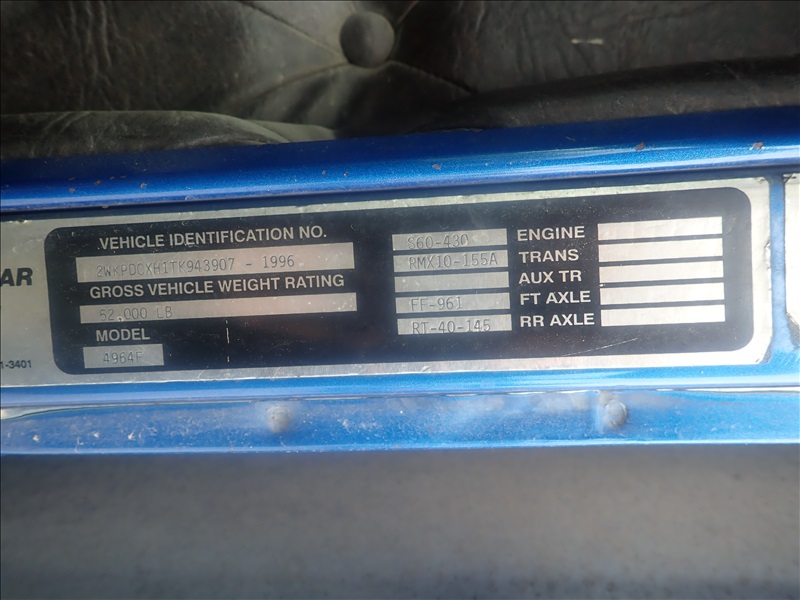 VEHICLE IDENTIFICATION NO.
2WKPDCXH1TK943907 - 1996
GROSS VEHICLE WEIGHT RATING
52,000 LB
MODEL
4964F
S60-430 ENGINE
RMX10-155A TRANS
AUX TR
FF-961 FT AXLE
RT-40-145 RR AXLE
AR
1-3401